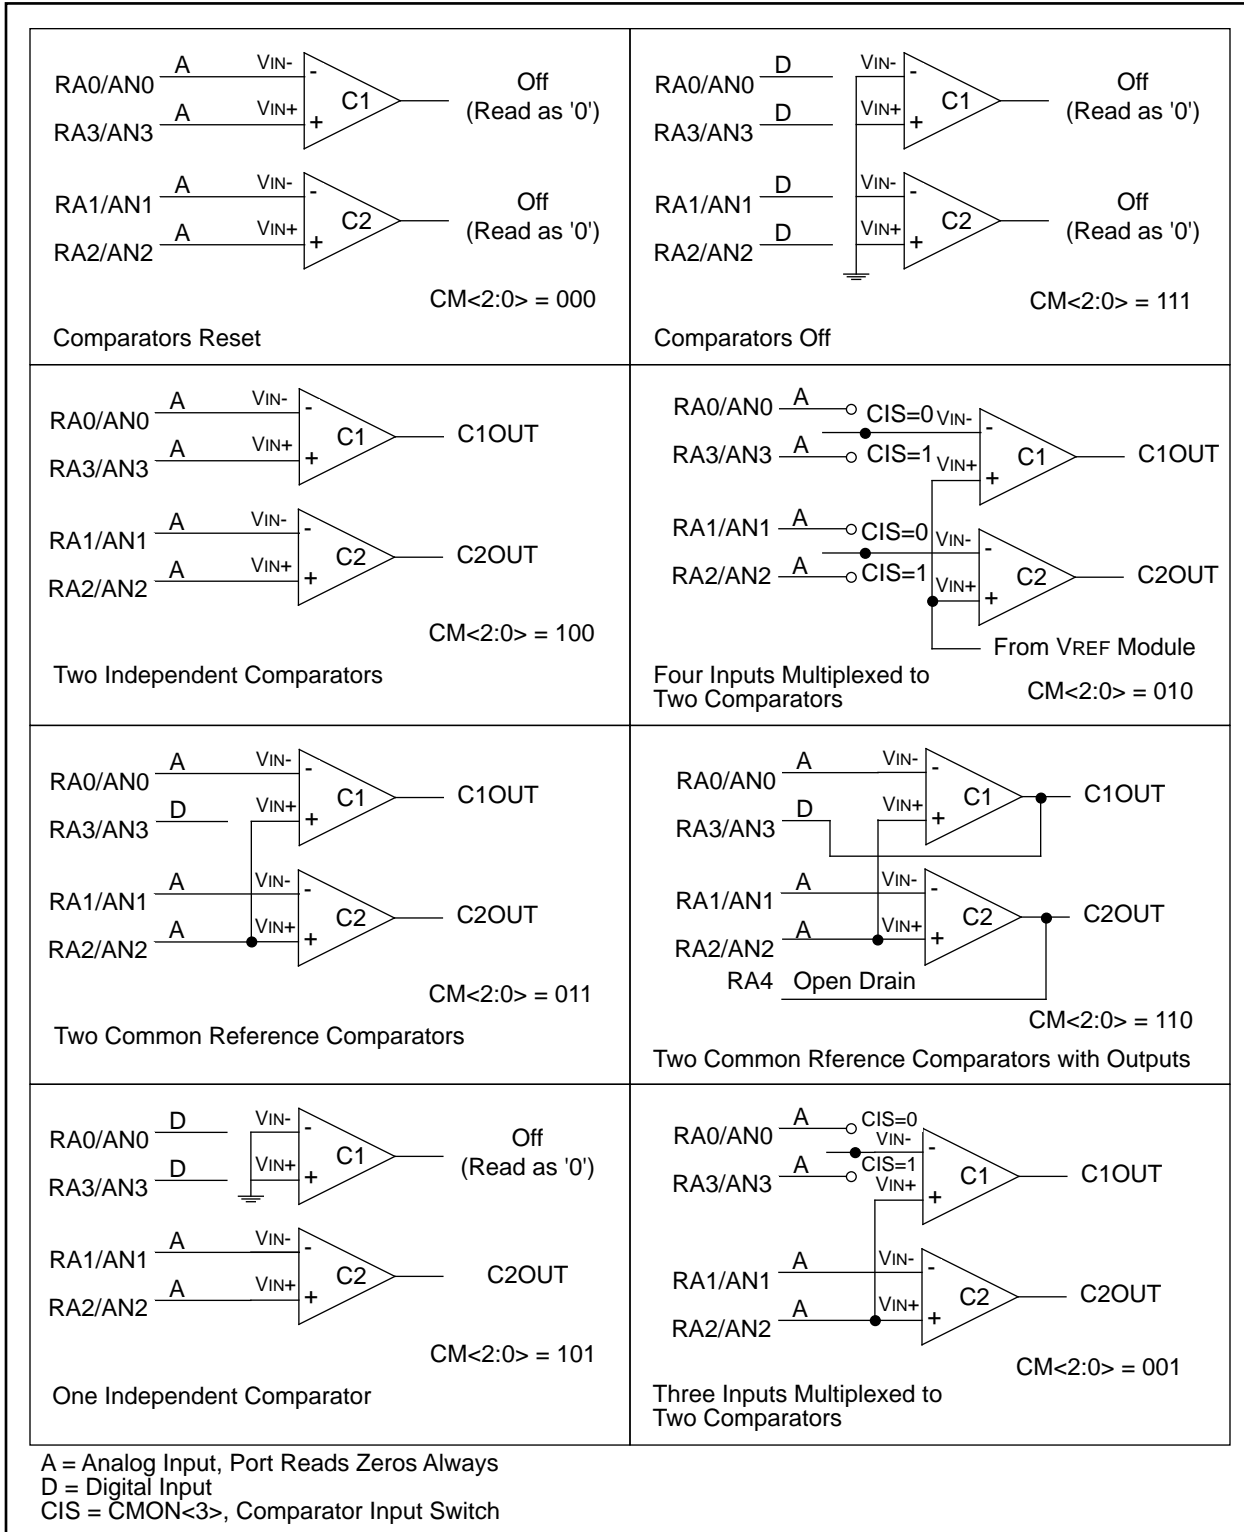 RA0/AN0 A VIN- - C1 Off
RA3/AN3 A VIN+ + (Read as '0')
RA1/AN1 A VIN- - C2 Off
RA2/AN2 A VIN+ + (Read as '0')
CM<2:0> = 000
Comparators Reset
RA0/AN0 D VIN- - C1 Off
RA3/AN3 D VIN+ + (Read as '0')
RA1/AN1 D VIN- - C2 Off
RA2/AN2 D VIN+ + (Read as '0')
CM<2:0> = 111
Comparators Off
RA0/AN0 A VIN- - C1 C1OUT
RA3/AN3 A VIN+ +
RA1/AN1 A VIN- - C2 C2OUT
RA2/AN2 A VIN+ +
CM<2:0> = 100
Two Independent Comparators
RA0/AN0 A CIS=0 VIN- - C1 C1OUT
RA3/AN3 A CIS=1 VIN+ +
RA1/AN1 A CIS=0 VIN- - C2 C2OUT
RA2/AN2 A CIS=1 VIN+ +
From VREF Module
Four Inputs Multiplexed to
Two Comparators
CM<2:0> = 010
RA0/AN0 A VIN- - C1 C1OUT
RA3/AN3 D VIN+ +
RA1/AN1 A VIN- - C2 C2OUT
RA2/AN2 A VIN+ +
CM<2:0> = 011
Two Common Reference Comparators
RA0/AN0 A VIN- - C1 C1OUT
RA3/AN3 D VIN+ +
RA1/AN1 A VIN- - C2 C2OUT
RA2/AN2 A VIN+ +
RA4 Open Drain
CM<2:0> = 110
Two Common Rference Comparators with Outputs
RA0/AN0 D VIN- - C1 Off
RA3/AN3 D VIN+ + (Read as '0')
RA1/AN1 A VIN- - C2 C2OUT
RA2/AN2 A VIN+ +
CM<2:0> = 101
One Independent Comparator
RA0/AN0 A CIS=0 VIN- - C1 C1OUT
RA3/AN3 A CIS=1 VIN+ +
RA1/AN1 A VIN- - C2 C2OUT
RA2/AN2 A VIN+ +
CM<2:0> = 001
Three Inputs Multiplexed to
Two Comparators
A = Analog Input, Port Reads Zeros Always
D = Digital Input
CIS = CMON<3>, Comparator Input Switch